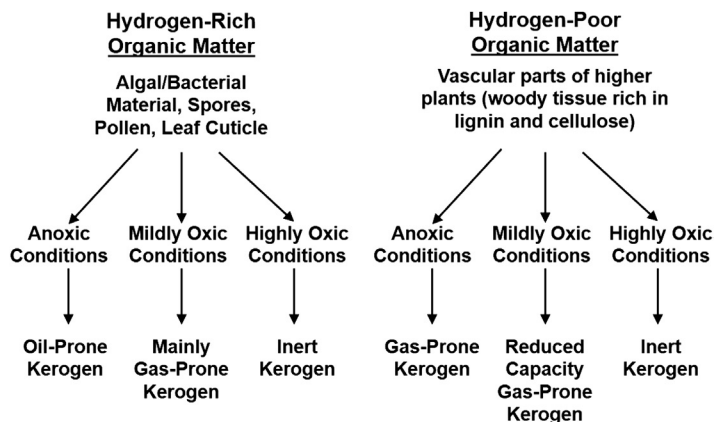 Hydrogen-Rich
Organic Matter
Algal/Bacterial
Material, Spores,
Pollen, Leaf Cuticle
Anoxic
Conditions
Mildly Oxic
Conditions
Highly Oxic
Conditions
Oil-Prone
Kerogen
Mainly
Gas-Prone
Kerogen
Inert
Kerogen
Hydrogen-Poor
Organic Matter
Vascular parts of higher
plants (woody tissue rich in
lignin and cellulose)
Anoxic
Conditions
Mildly Oxic
Conditions
Highly Oxic
Conditions
Gas-Prone
Kerogen
Reduced
Capacity
Gas-Prone
Kerogen
Inert
Kerogen